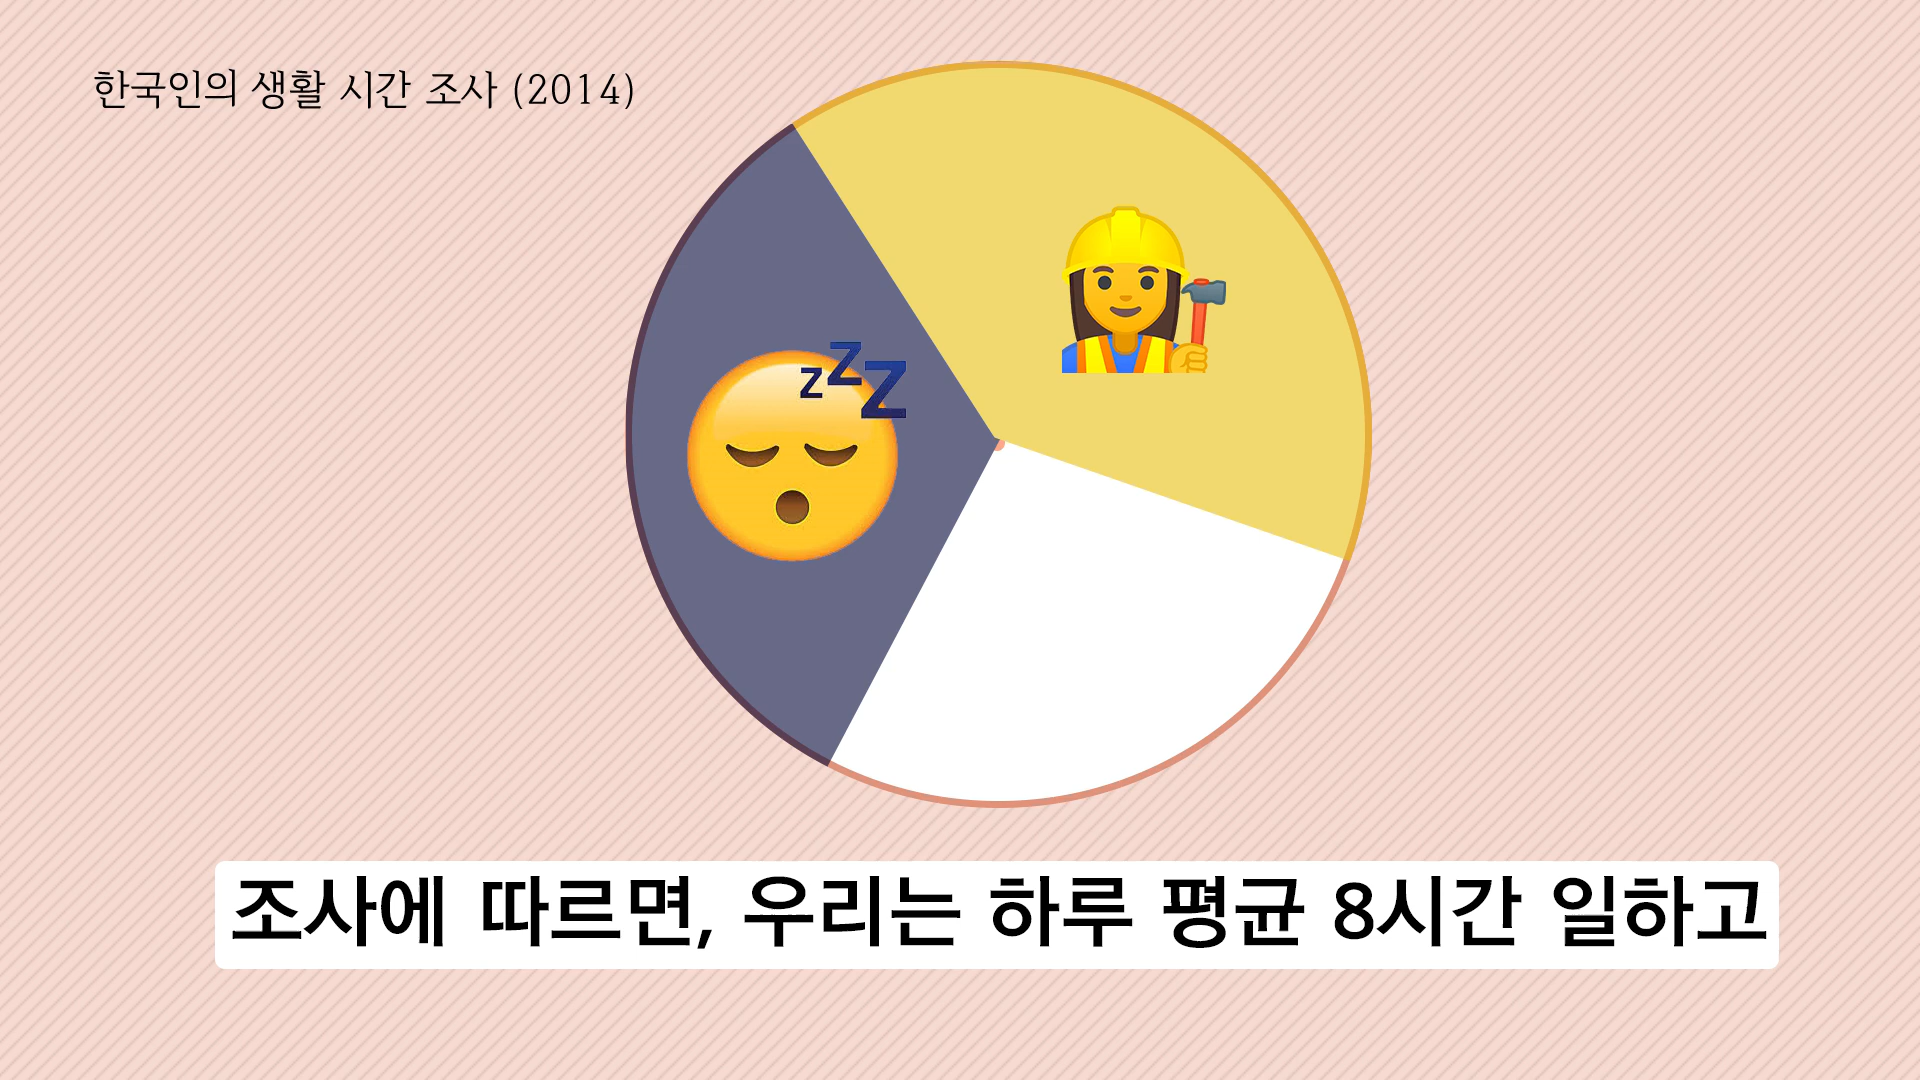 한국인의 생활 시간 조사 (2014)
z
z
z
조사에 따르면, 우리는 하루 평균 8시간 일하고